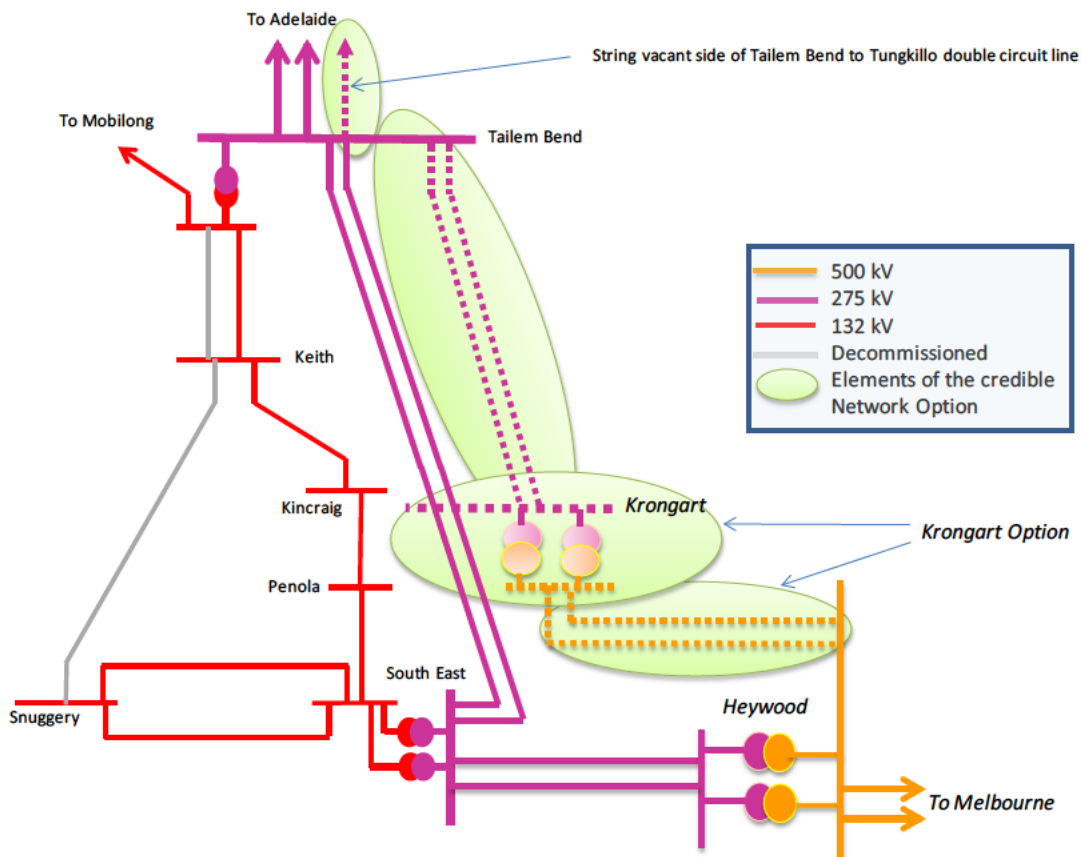 To Adelaide
String vacant side of Tailem Bend to Tungkillo double circuit line
To Mobilong
Tailem Bend
500 kV
275 kV
132 kV
Decommissioned
Elements of the credible
Network Option
Keith
Kincraig
Krongart
Krongart Option
Penola
South East
Snuggery
Heywood
To Melbourne